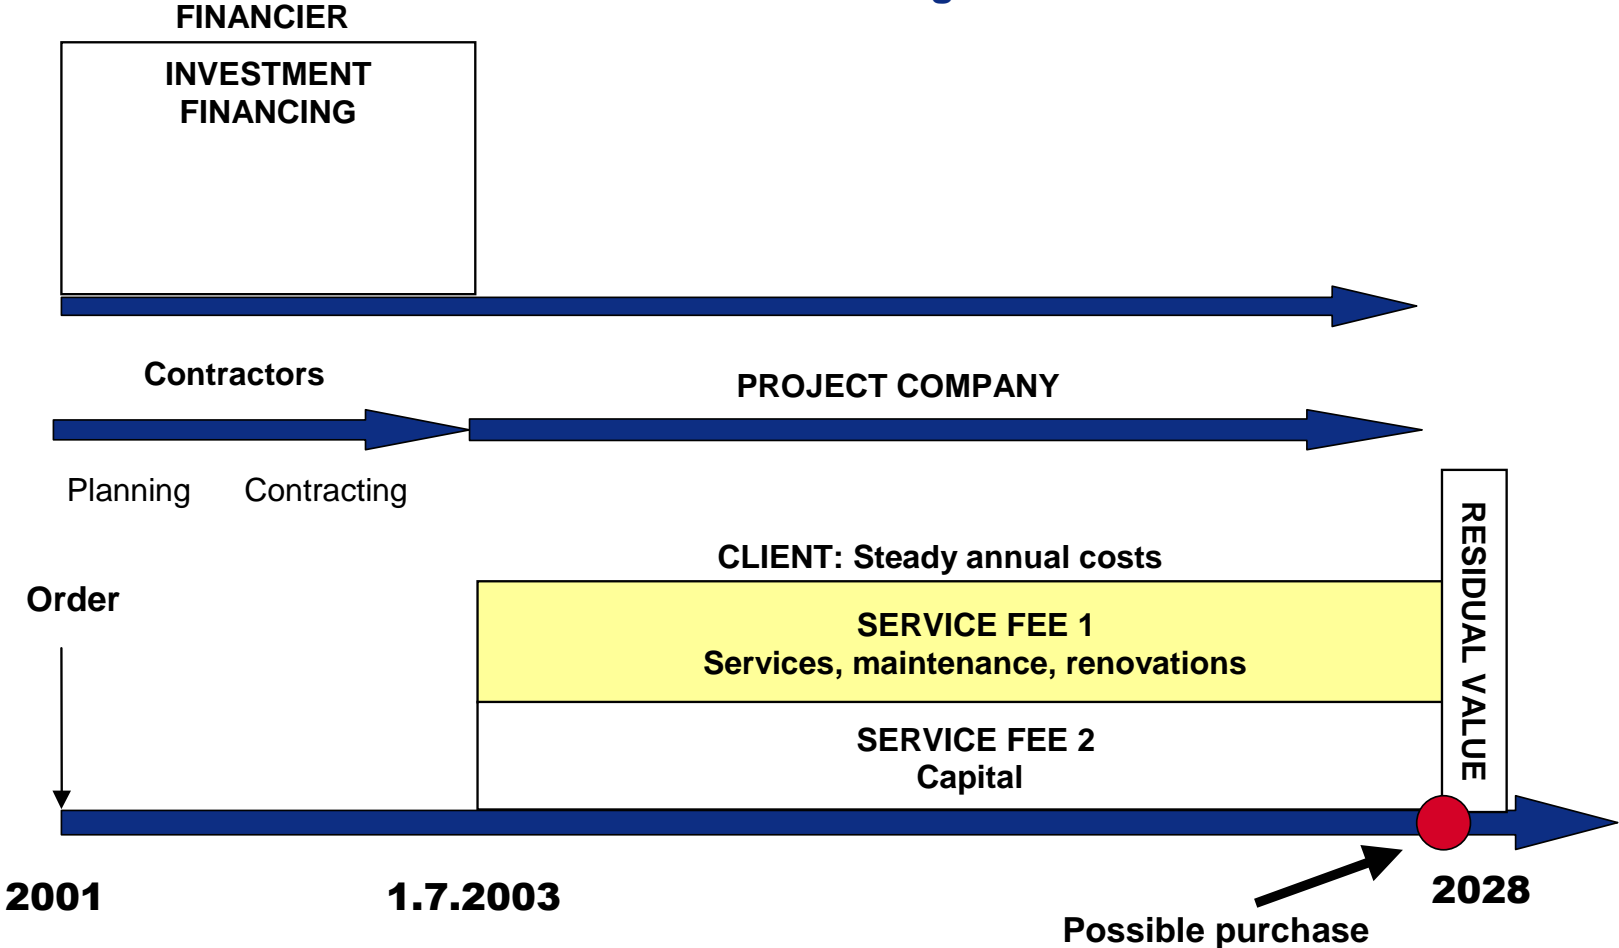 FINANCIER
INVESTMENT
FINANCING
Contractors
PROJECT COMPANY
Planning
Contracting
CLIENT: Steady annual costs
Order
SERVICE FEE 1
Services, maintenance, renovations
SERVICE FEE 2
Capital
RESIDUAL VALUE
2001
1.7.2003
2028
Possible purchase